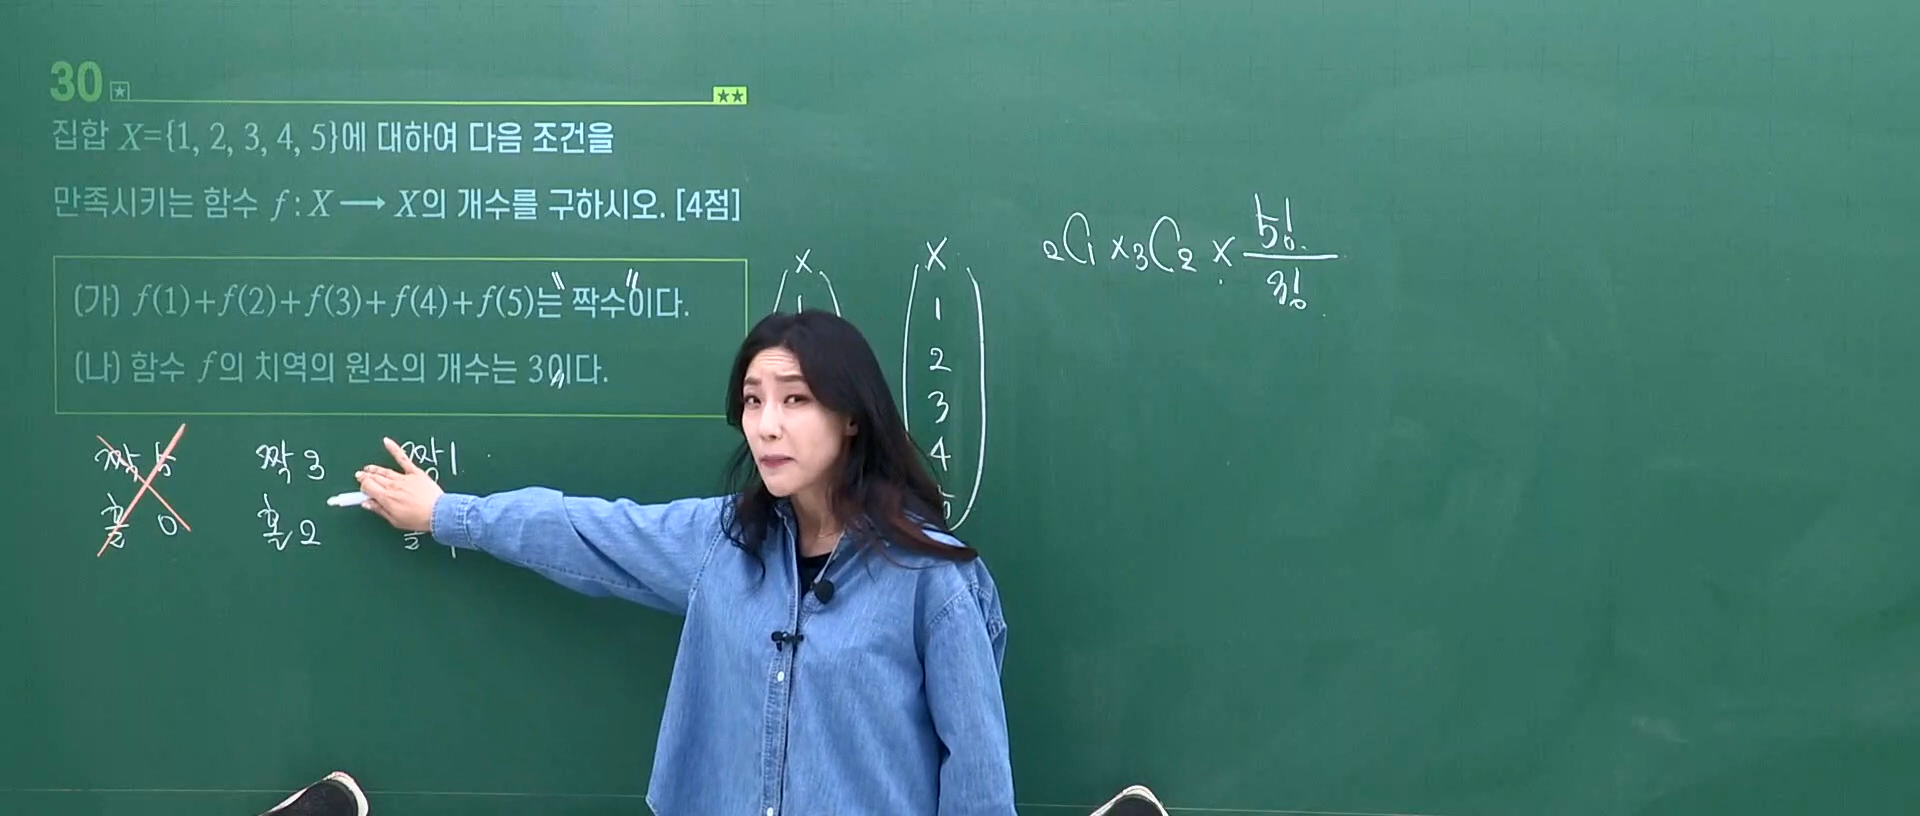 30
집합 X={1, 2, 3, 4, 5}에 대하여 다음 조건을
만족시키는 함수 f : X ⟶ X의 개수를 구하시오. [4점]
(가) f(1)+f(2)+f(3)+f(4)+f(5)는 "짝수"이다.
(나) 함수 f의 치역의 원소의 개수는 3이다.
짝 5
홀 0
짝 3
홀 2
짝 1
X
1
X
1
2
3
4
₂C₁ × ₃C₂ × 5!/3!